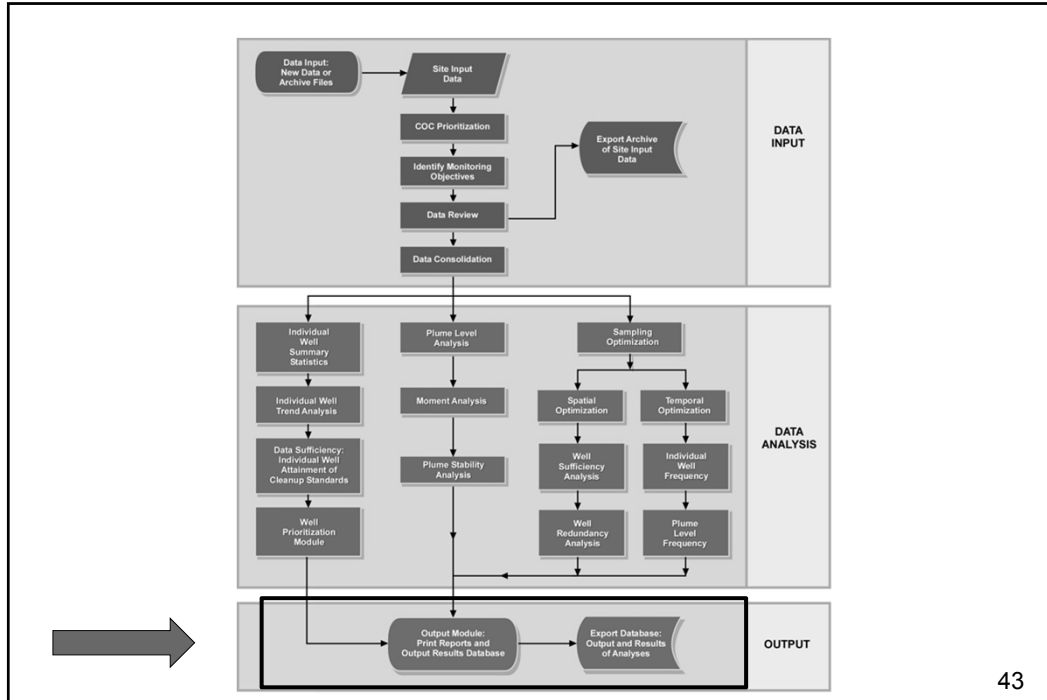 Data Input:
New Data or
Archive Files
Site Input
Data
COC Prioritization
Identify Monitoring
Objectives
Data Review
Data Consolidation
Export Archive
of Site Input
Data
DATA
INPUT
Individual
Well
Summary
Statistics
Individual Well
Trend Analysis
Data Sufficiency:
Individual Well
Attainment of
Cleanup Standards
Well
Prioritization
Module
Plume Level
Analysis
Moment Analysis
Plume Stability
Analysis
Sampling
Optimization
Spatial
Optimization
Well
Sufficiency
Analysis
Well
Redundancy
Analysis
Temporal
Optimization
Individual
Well
Frequency
Plume
Level
Frequency
DATA
ANALYSIS
Output Module:
Print Reports and
Output Results Database
Export Database:
Output and Results
of Analyses
OUTPUT
43